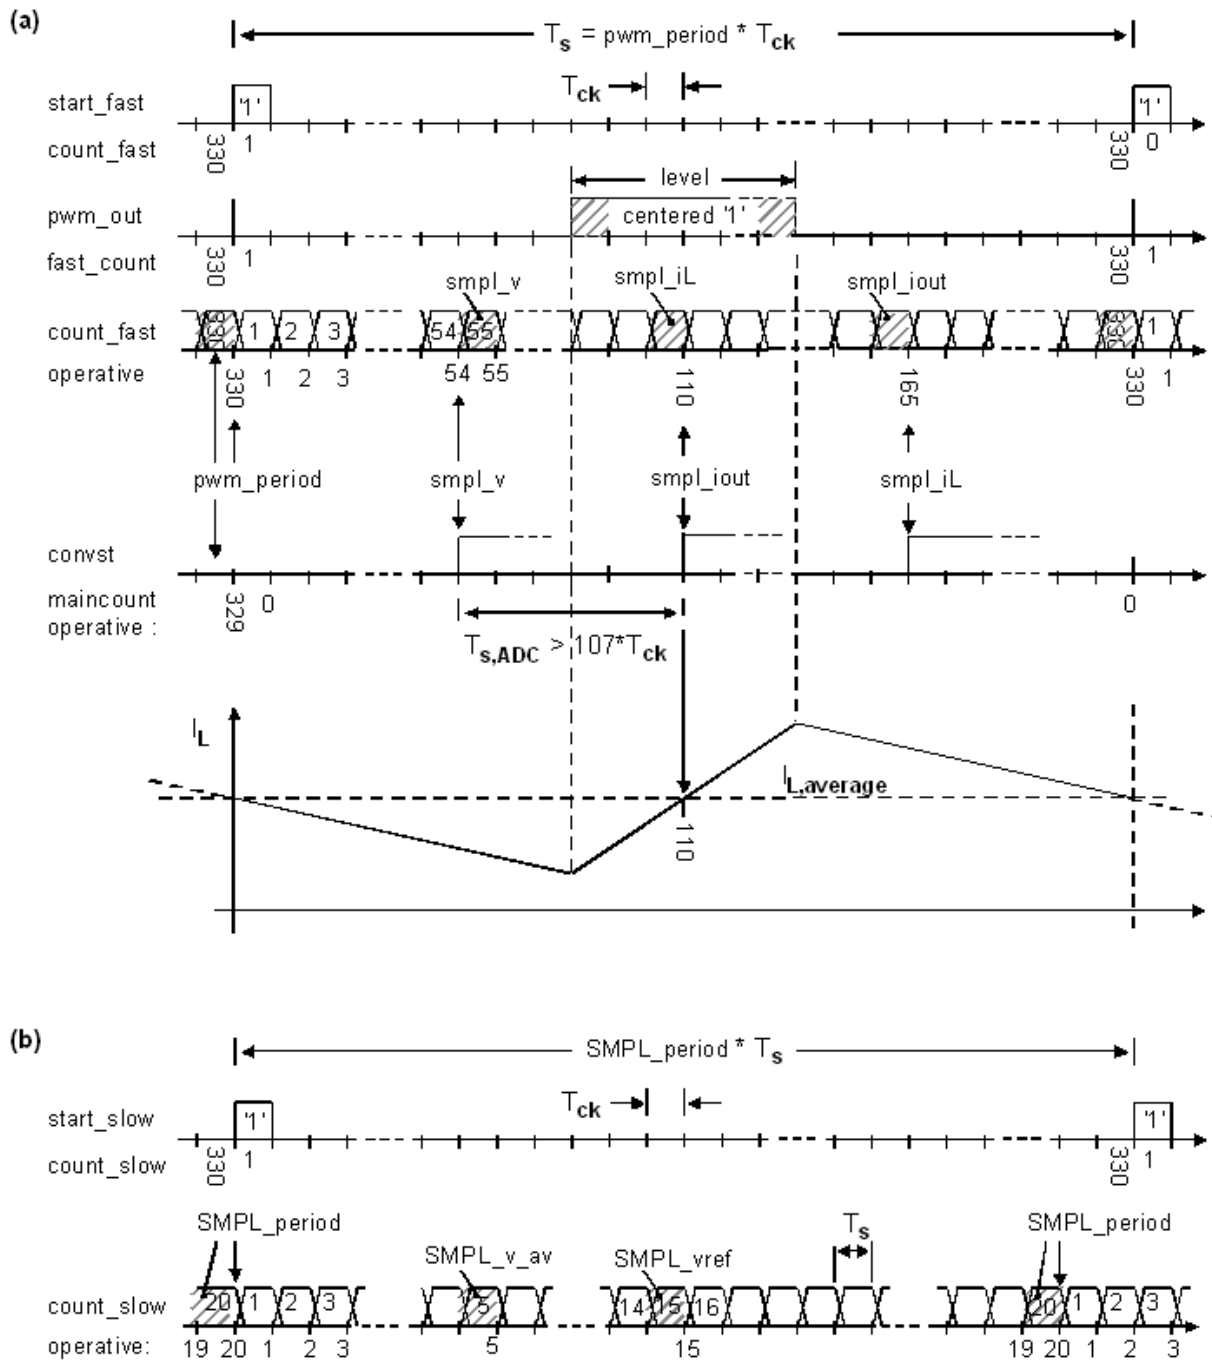 (a)
Ts = pwm_period * Tck
Tck
start_fast '1' '1'
count_fast 330 1 330 0
level
pwm_out centered '1'
fast_count 330 1 330 1
smpl_v smpl_iL smpl_iout
count_fast 330 1 2 3 54 55 330 1
operative 330 1 2 3 54 55 110 165 330 1
pwm_period smpl_v smpl_iout smpl_iL
convst
maincount 329 0 0
operative :
Ts,ADC > 107*Tck
IL
IL,average
110
(b)
SMPL_period * Ts
Tck
start_slow '1' '1'
count_slow 330 1 330 1
SMPL_period Ts SMPL_period
SMPL_v_av SMPL_vref
count_slow 20 1 2 3 5 14 15 16 20 1 2 3
operative: 19 20 1 2 3 5 15 19 20 1 2 3